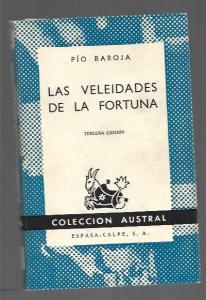 PÍO BAROJA
LAS VELEIDADES
DE LA FORTUNA
TERCERA EDICIÓN
COLECCION AUSTRAL
ESPASA-CALPE, S. A.